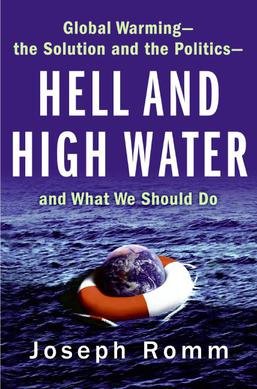 Global Warming—
the Solution and the Politics—
HELL AND
HIGH WATER
and What We Should Do
Joseph Romm